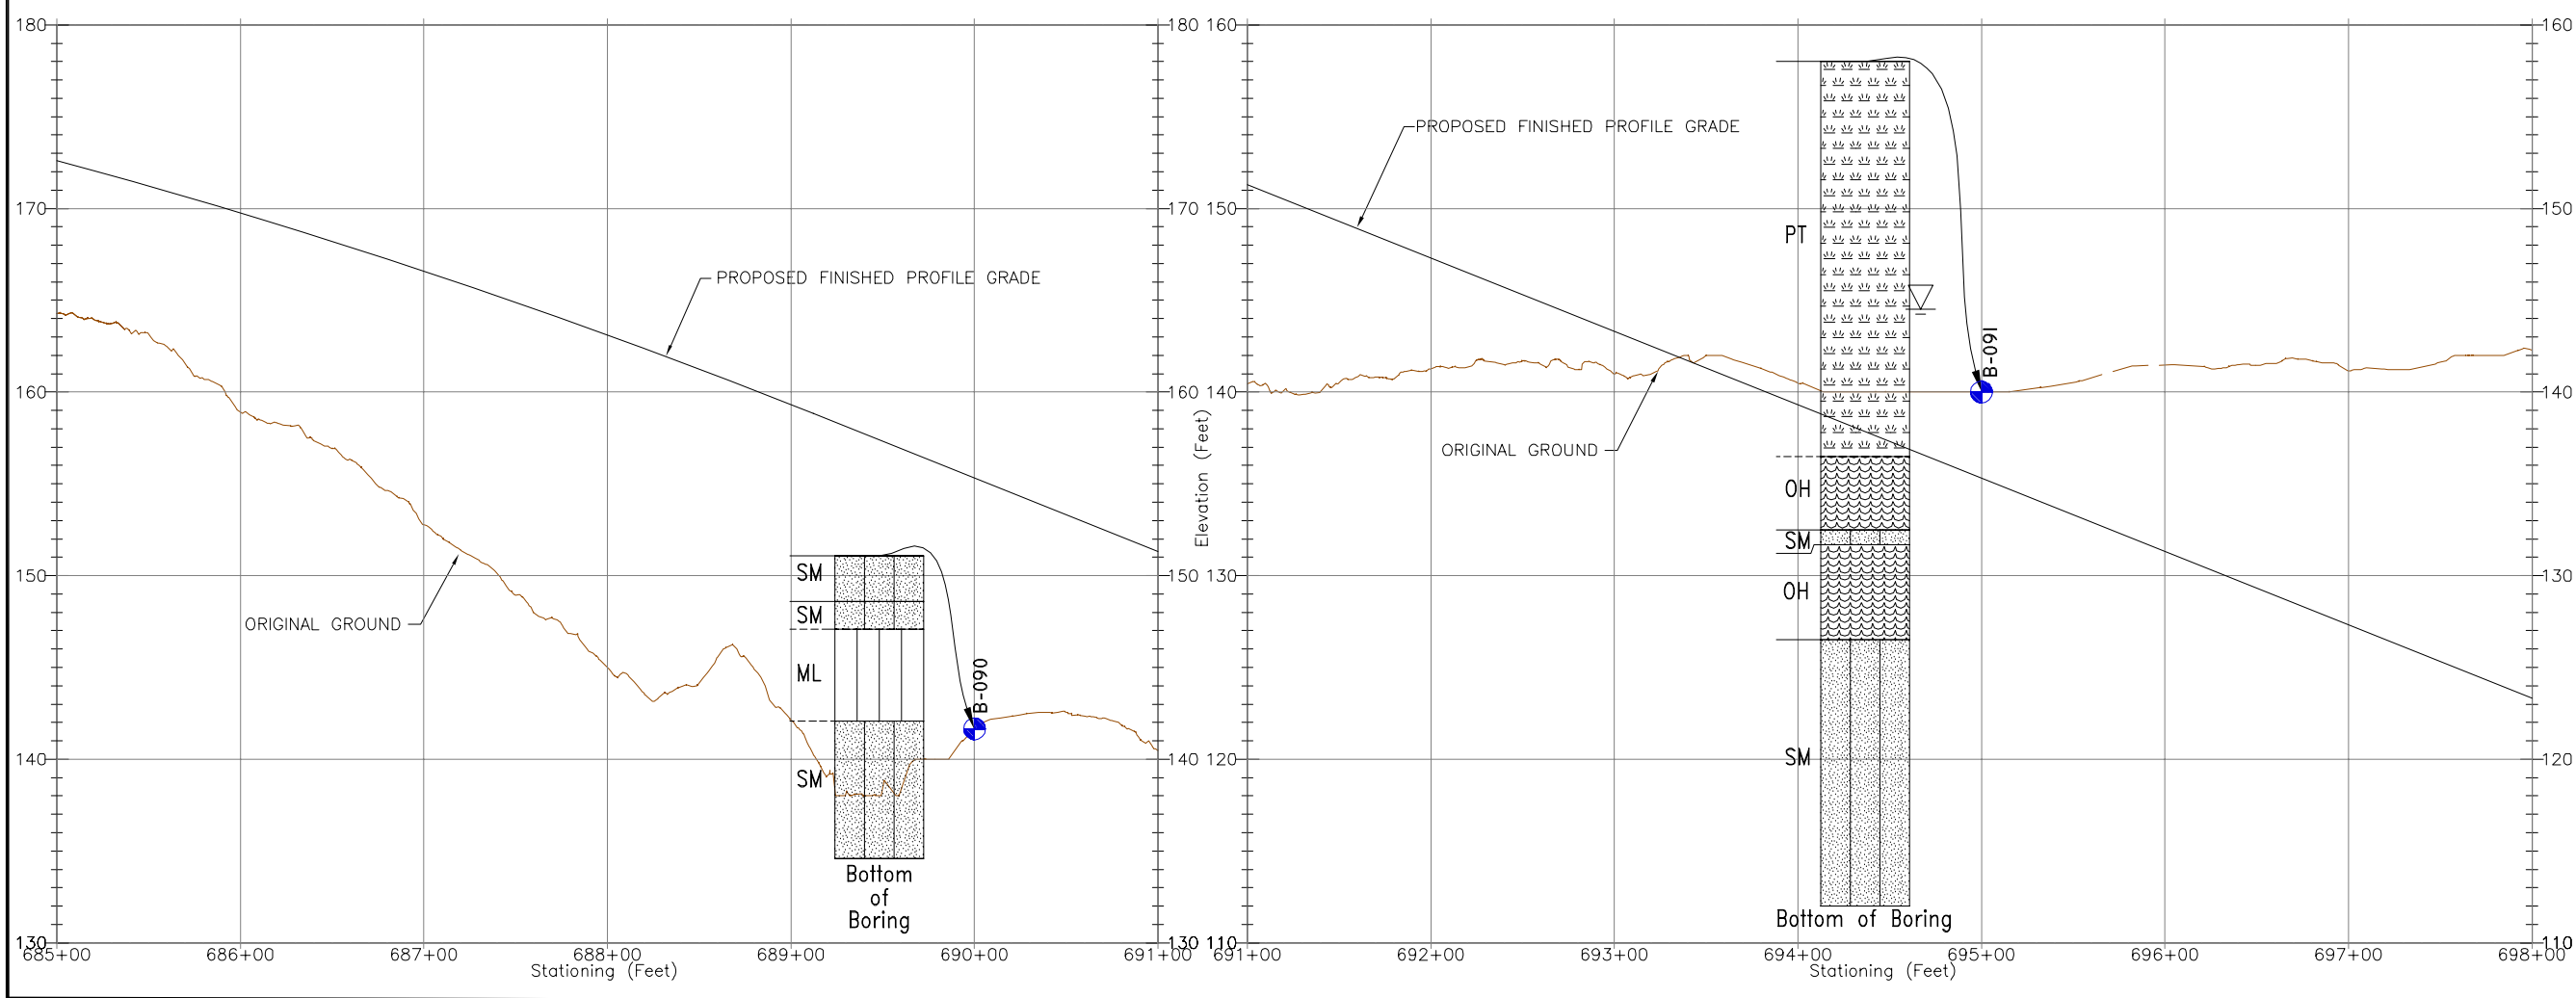 180
170
160
150
140
130
PROPOSED FINISHED PROFILE GRADE
ORIGINAL GROUND
SM
SM
ML
SM
Bottom
of
Boring
B-090
180
170
160
150
140
130
685+00
686+00
687+00
688+00
689+00
690+00
691+00
Stationing (Feet)
Elevation (Feet)
160
150
140
130
120
110
PROPOSED FINISHED PROFILE GRADE
ORIGINAL GROUND
PT
OH
SM
OH
SM
Bottom of Boring
B-091
160
150
140
130
120
110
691+00
692+00
693+00
694+00
695+00
696+00
697+00
698+00
Stationing (Feet)